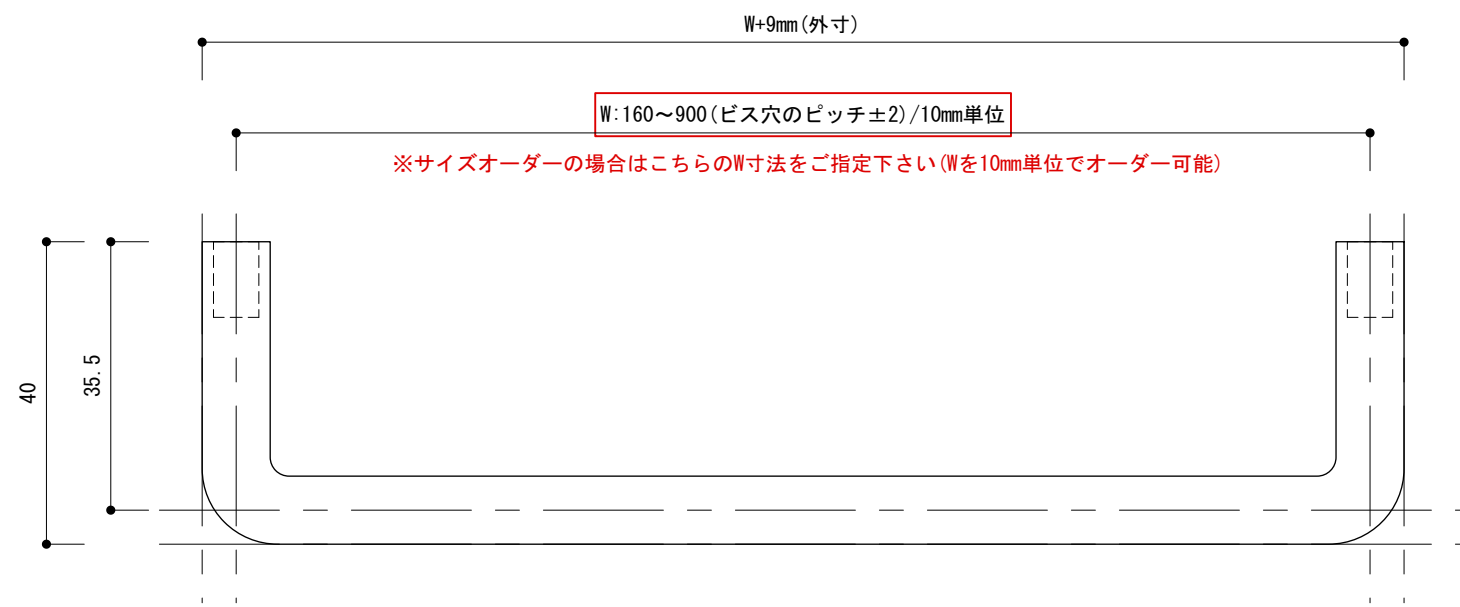 W+9mm(外寸)
W:160～900(ビス穴のピッチ±2)/10mm単位
※サイズオーダーの場合はこちらのW寸法をご指定下さい(Wを10mm単位でオーダー可能)
40
35.5